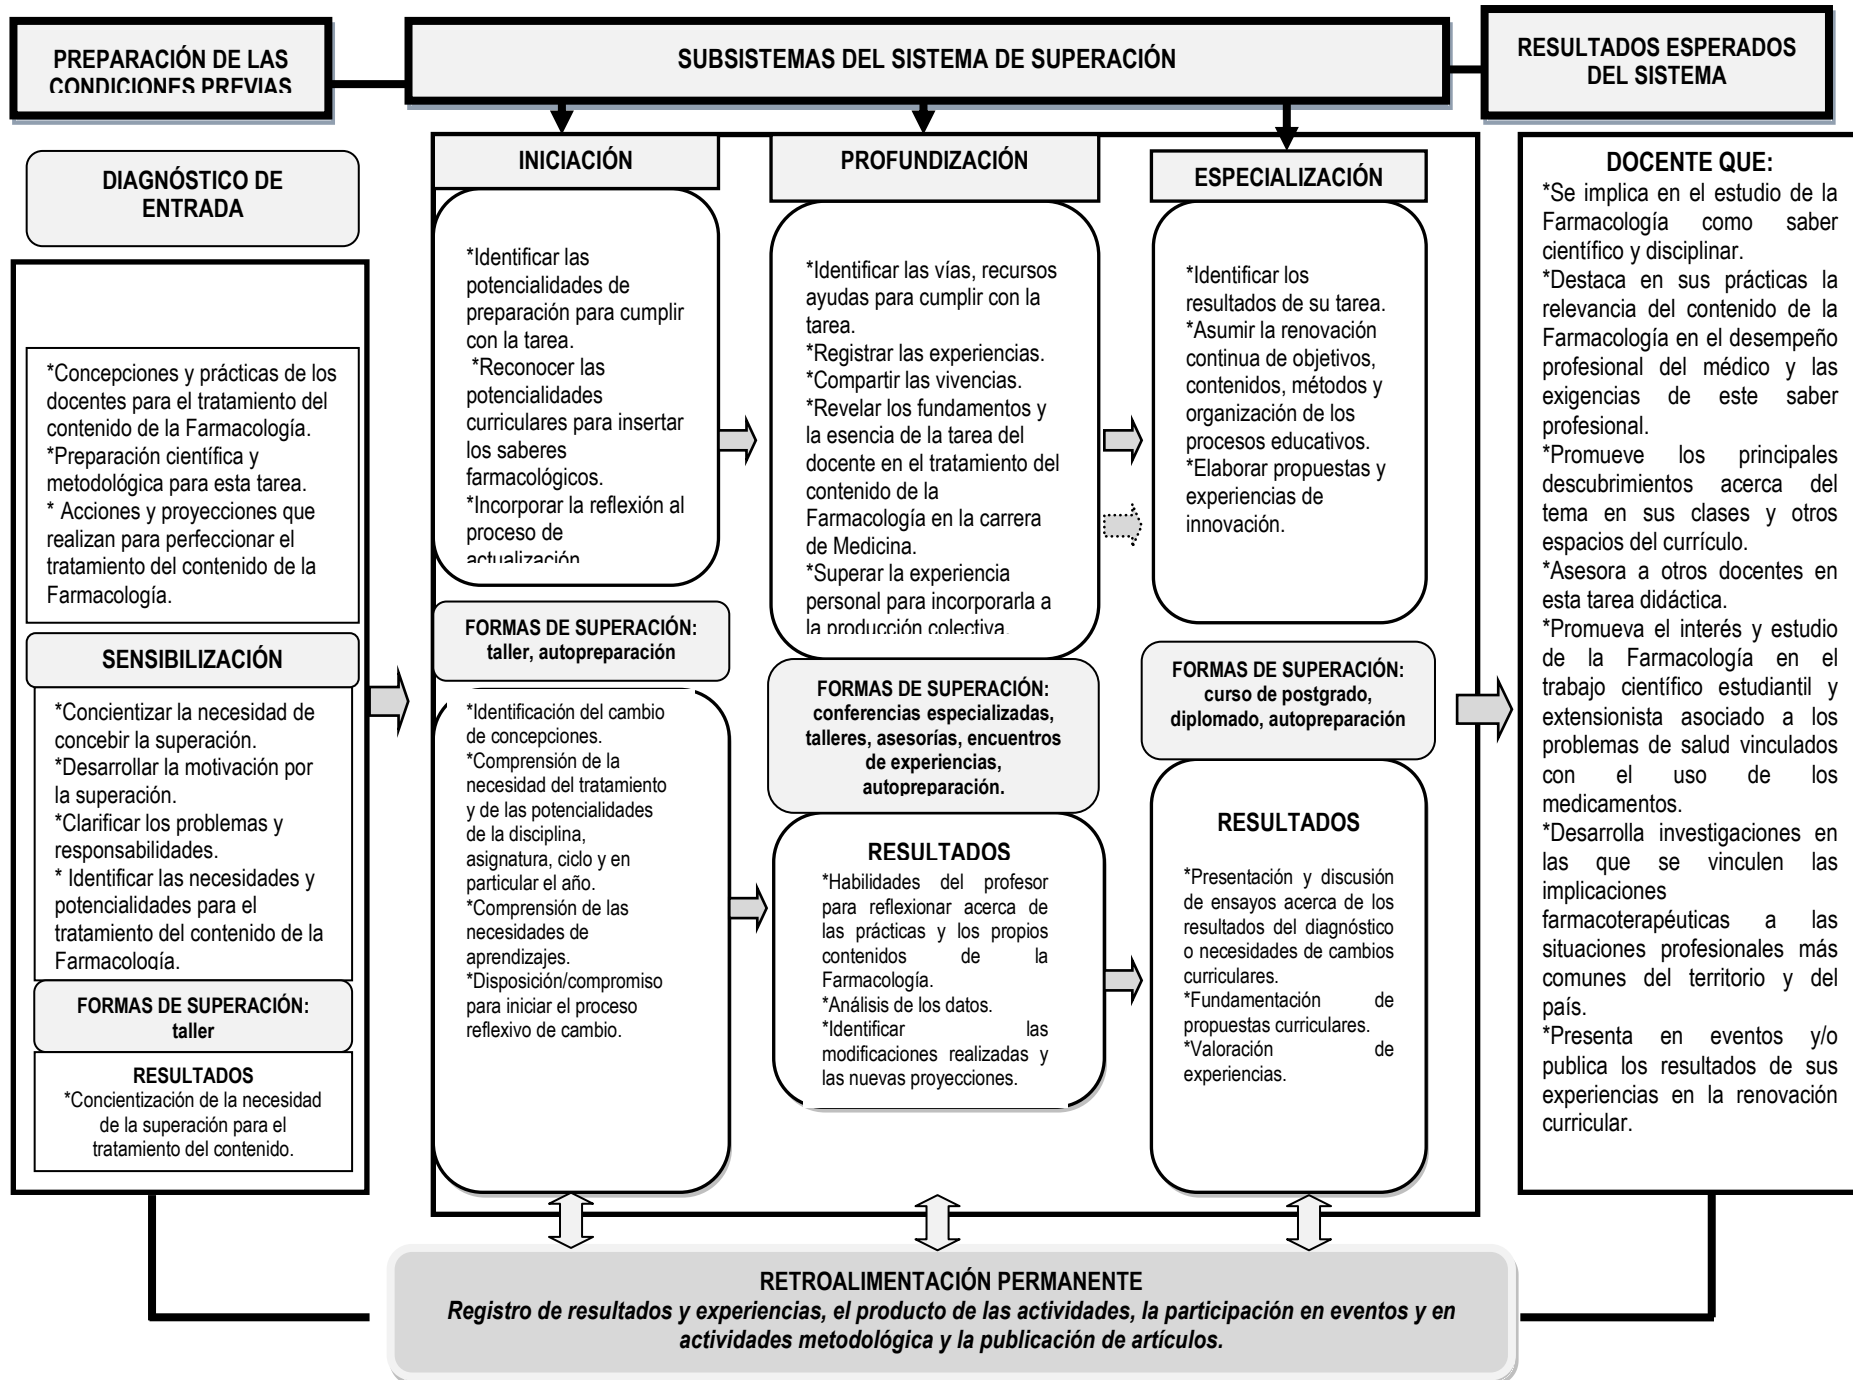 PREPARACIÓN DE LAS
CONDICIONES PREVIAS
SUBSISTEMAS DEL SISTEMA DE SUPERACIÓN
RESULTADOS ESPERADOS
DEL SISTEMA
DIAGNÓSTICO DE
ENTRADA
*Concepciones y prácticas de los
docentes para el tratamiento del
contenido de la Farmacología.
*Preparación científica y
metodológica para esta tarea.
* Acciones y proyecciones que
realizan para perfeccionar el
tratamiento del contenido de la
Farmacología.
SENSIBILIZACIÓN
*Concientizar la necesidad de
concebir la superación.
*Desarrollar la motivación por
la superación.
*Clarificar los problemas y
responsabilidades.
* Identificar las necesidades y
potencialidades para el
tratamiento del contenido de la
Farmacología.
FORMAS DE SUPERACIÓN:
taller
RESULTADOS
*Concientización de la necesidad
de la superación para el
tratamiento del contenido.
INICIACIÓN
*Identificar las
potencialidades de
preparación para cumplir
con la tarea.
*Reconocer las
potencialidades
curriculares para insertar
los saberes
farmacológicos.
*Incorporar la reflexión al
proceso de
actualización
FORMAS DE SUPERACIÓN:
taller, autopreparación
*Identificación del cambio
de concepciones.
*Comprensión de la
necesidad del tratamiento
y de las potencialidades
de la disciplina,
asignatura, ciclo y en
particular el año.
*Comprensión de las
necesidades de
aprendizajes.
*Disposición/compromiso
para iniciar el proceso
reflexivo de cambio.
PROFUNDIZACIÓN
*Identificar las vías, recursos
ayudas para cumplir con la
tarea.
*Registrar las experiencias.
*Compartir las vivencias.
*Revelar los fundamentos y
la esencia de la tarea del
docente en el tratamiento del
contenido de la
Farmacología en la carrera
de Medicina.
*Superar la experiencia
personal para incorporarla a
la producción colectiva.
FORMAS DE SUPERACIÓN:
conferencias especializadas,
talleres, asesorías, encuentros
de experiencias,
autopreparación.
RESULTADOS
*Habilidades del profesor
para reflexionar acerca de
las prácticas y los propios
contenidos de la
Farmacología.
*Análisis de los datos.
*Identificar las
modificaciones realizadas y
las nuevas proyecciones.
ESPECIALIZACIÓN
*Identificar los
resultados de su tarea.
*Asumir la renovación
continua de objetivos,
contenidos, métodos y
organización de los
procesos educativos.
*Elaborar propuestas y
experiencias de
innovación.
FORMAS DE SUPERACIÓN:
curso de postgrado,
diplomado, autopreparación
RESULTADOS
*Presentación y discusión
de ensayos acerca de los
resultados del diagnóstico
o necesidades de cambios
curriculares.
*Fundamentación de
propuestas curriculares.
*Valoración de
experiencias.
DOCENTE QUE:
*Se implica en el estudio de la
Farmacología como saber
científico y disciplinar.
*Destaca en sus prácticas la
relevancia del contenido de la
Farmacología en el desempeño
profesional del médico y las
exigencias de este saber
profesional.
*Promueve los principales
descubrimientos acerca del
tema en sus clases y otros
espacios del currículo.
*Asesora a otros docentes en
esta tarea didáctica.
*Promueva el interés y estudio
de la Farmacología en el
trabajo científico estudiantil y
extensionista asociado a los
problemas de salud vinculados
con el uso de los
medicamentos.
*Desarrolla investigaciones en
las que se vinculen las
implicaciones
farmacoterapéuticas a las
situaciones profesionales más
comunes del territorio y del
país.
*Presenta en eventos y/o
publica los resultados de sus
experiencias en la renovación
curricular.
RETROALIMENTACIÓN PERMANENTE
Registro de resultados y experiencias, el producto de las actividades, la participación en eventos y en
actividades metodológica y la publicación de artículos.